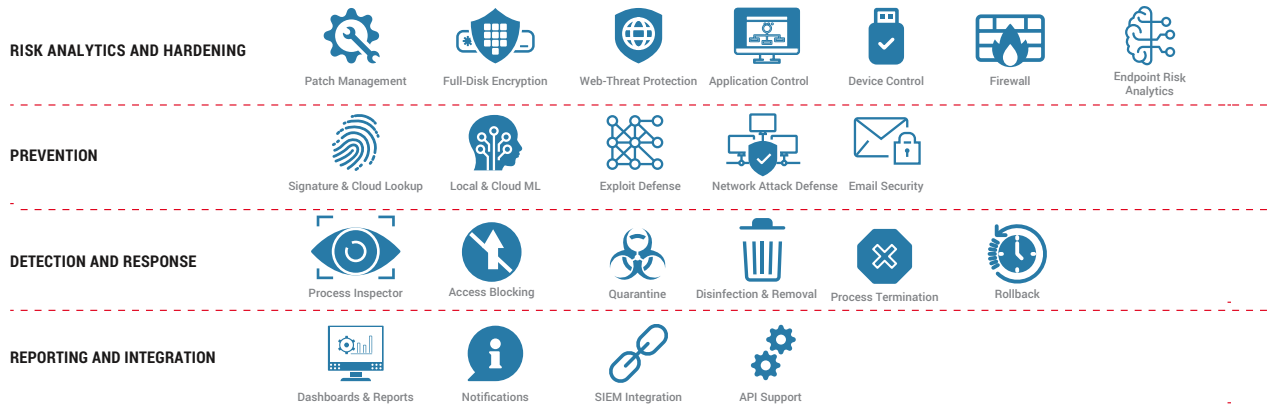 RISK ANALYTICS AND HARDENING
Patch Management
Full-Disk Encryption
Web-Threat Protection
Application Control
Device Control
Firewall
Endpoint Risk
Analytics
PREVENTION
Signature & Cloud Lookup
Local & Cloud ML
Exploit Defense
Network Attack Defense
Email Security
DETECTION AND RESPONSE
Process Inspector
Access Blocking
Quarantine
Disinfection & Removal
Process Termination
Rollback
REPORTING AND INTEGRATION
Dashboards & Reports
Notifications
SIEM Integration
API Support